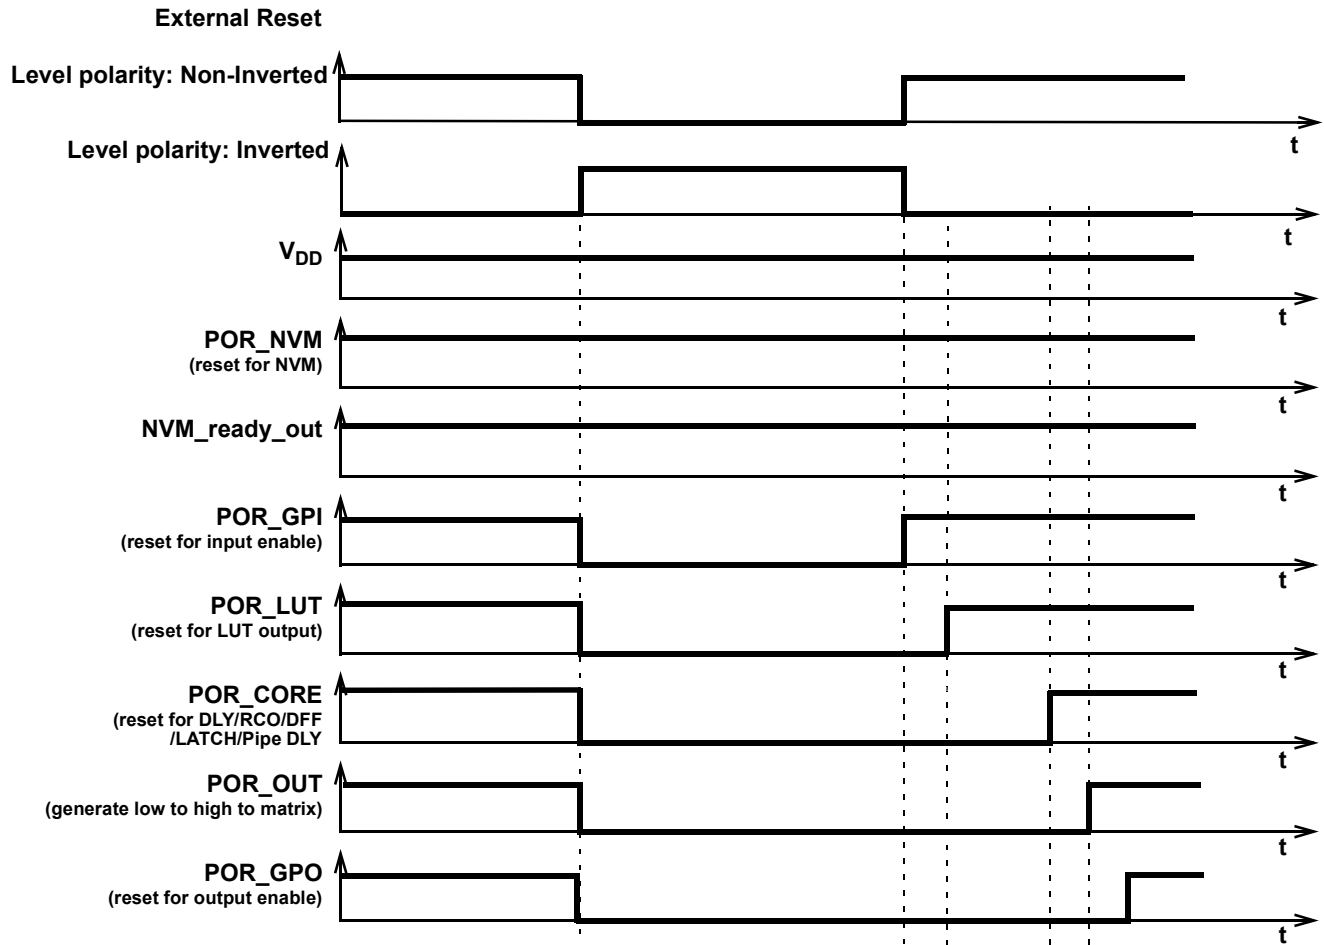 External Reset
Level polarity: Non-Inverted
t
Level polarity: Inverted
t
VDD
t
POR_NVM
(reset for NVM)
t
NVM_ready_out
t
POR_GPI
(reset for input enable)
t
POR_LUT
(reset for LUT output)
t
POR_CORE
(reset for DLY/RCO/DFF
/LATCH/Pipe DLY
t
POR_OUT
(generate low to high to matrix)
t
POR_GPO
(reset for output enable)
t